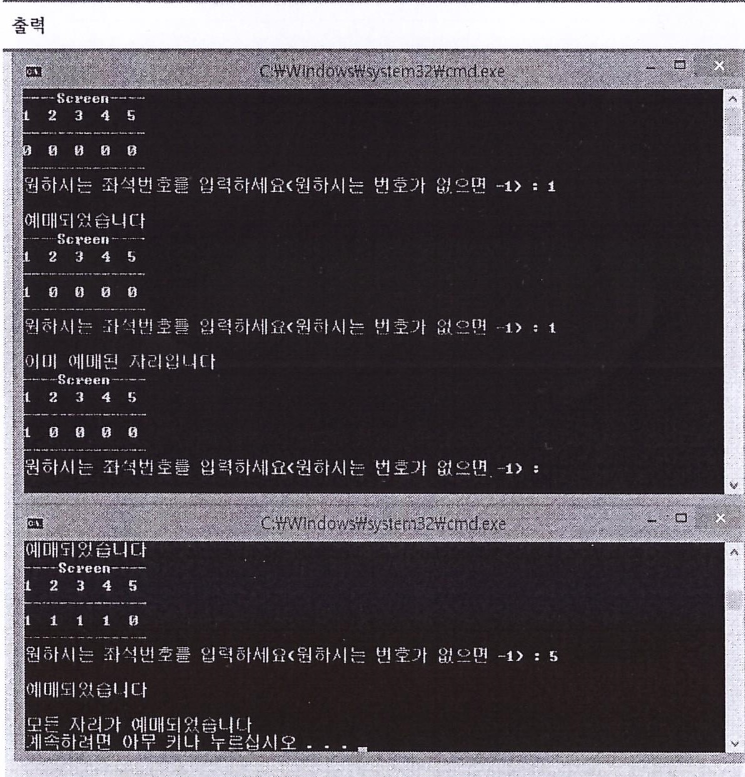 출력
C:\Windows\system32\cmd.exe
----Screen----
1 2 3 4 5
--------------
0 0 0 0 0
--------------
원하시는 좌석번호를 입력하세요(원하시는 번호가 없으면 -1) : 1
예매되었습니다
----Screen----
1 2 3 4 5
--------------
1 0 0 0 0
--------------
원하시는 좌석번호를 입력하세요(원하시는 번호가 없으면 -1) : 1
이미 예매된 자리입니다
----Screen----
1 2 3 4 5
--------------
1 0 0 0 0
--------------
원하시는 좌석번호를 입력하세요(원하시는 번호가 없으면 -1) :
C:\Windows\system32\cmd.exe
예매되었습니다
----Screen----
1 2 3 4 5
--------------
1 1 1 1 0
--------------
원하시는 좌석번호를 입력하세요(원하시는 번호가 없으면 -1) : 5
예매되었습니다
모든 자리가 예매되었습니다
계속하려면 아무 키나 누르십시오 . . .